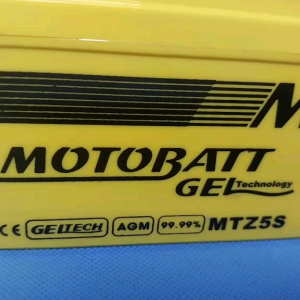 M
MOTOBATT
GEL Technology
CE GELTECH AGM 99.99% MTZ5S